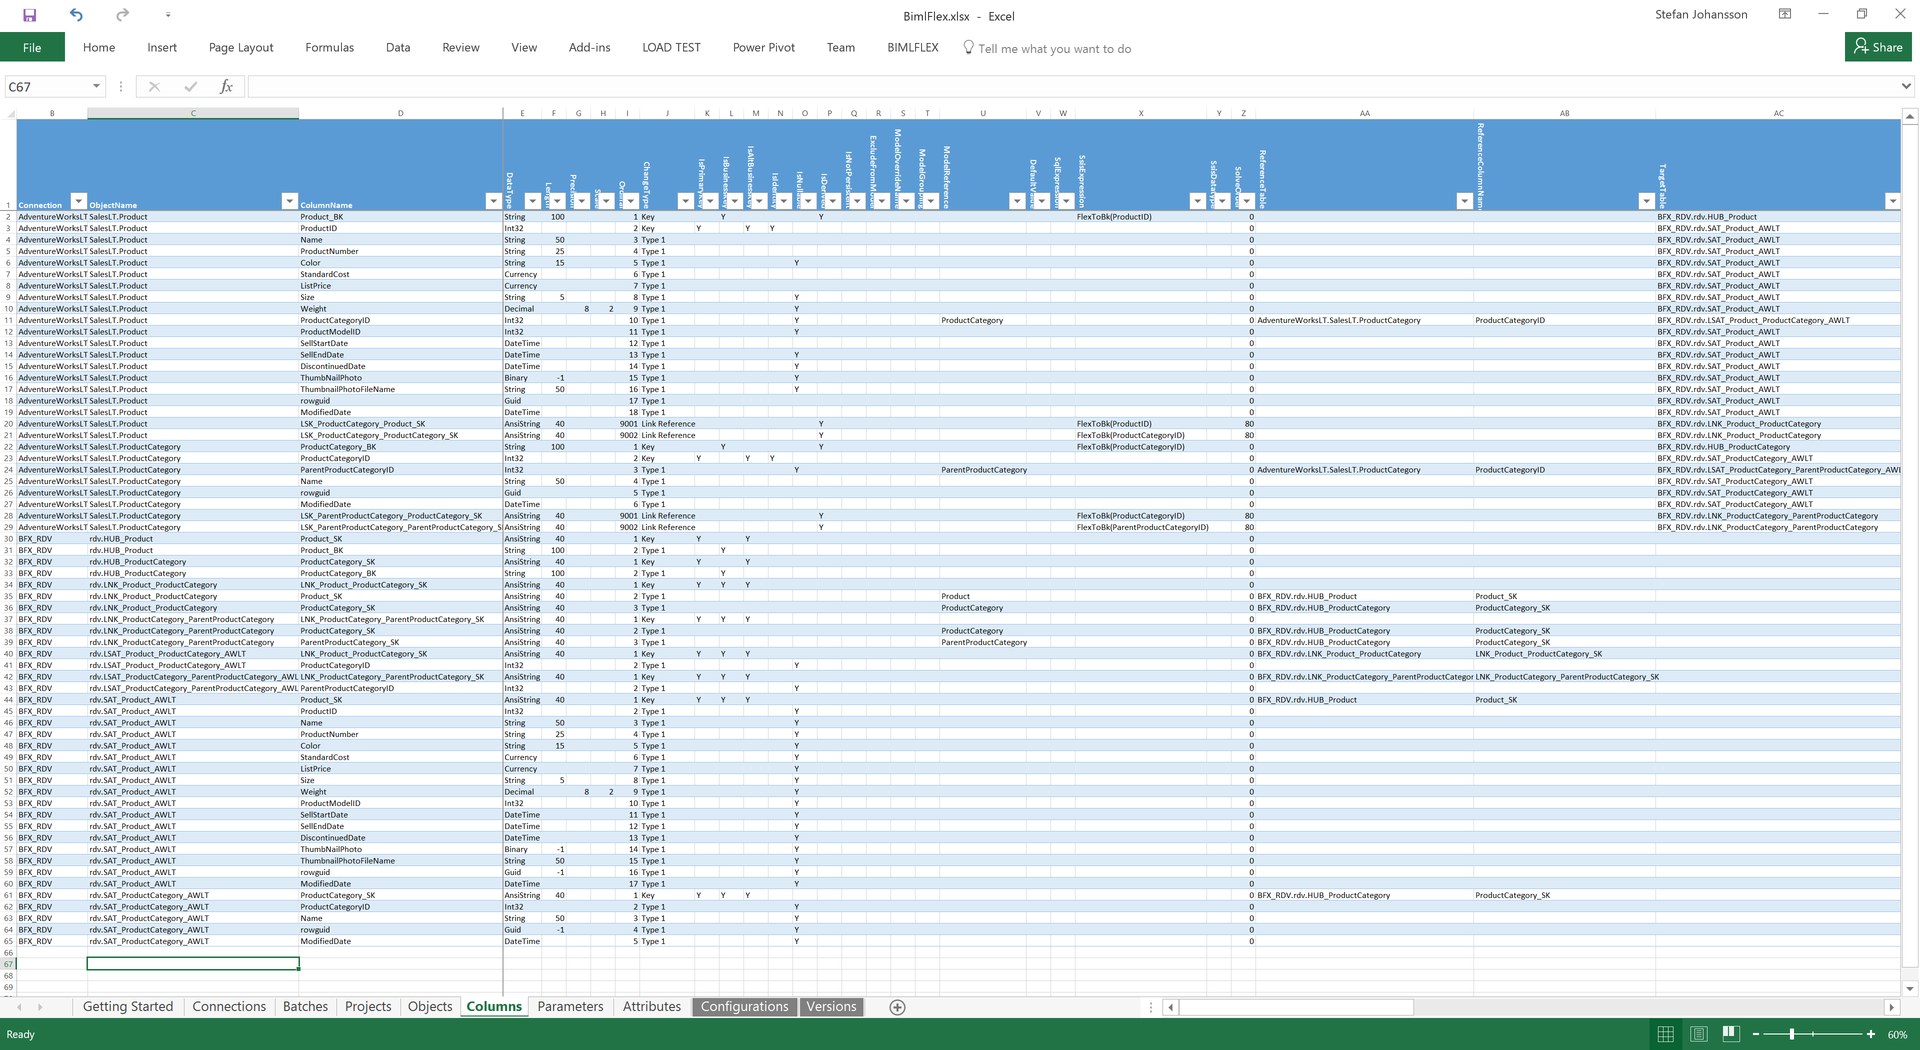 BimlFlex.xlsx - Excel
Stefan Johansson
File Home Insert Page Layout Formulas Data Review View Add-ins LOAD TEST Power Pivot Team BIMLFLEX Tell me what you want to do Share
C67 fx
B C D E F G H I J K L M N O P Q R S T U V W X Y Z AA AB AC
1 Connection ObjectName ColumnName DataType ChangeType ModelReference SsisExpression ReferenceTable TargetTable
2 AdventureWorksLT SalesLT.Product Product_BK String 100 1 Key Y Y FlexToBk(ProductID) 0 BFX_RDV.rdv.HUB_Product
3 AdventureWorksLT SalesLT.Product ProductID Int32 2 Key Y Y Y 0 BFX_RDV.rdv.SAT_Product_AWLT
4 AdventureWorksLT SalesLT.Product Name String 50 3 Type 1 0 BFX_RDV.rdv.SAT_Product_AWLT
5 AdventureWorksLT SalesLT.Product ProductNumber String 25 4 Type 1 0 BFX_RDV.rdv.SAT_Product_AWLT
6 AdventureWorksLT SalesLT.Product Color String 15 5 Type 1 Y 0 BFX_RDV.rdv.SAT_Product_AWLT
7 AdventureWorksLT SalesLT.Product StandardCost Currency 6 Type 1 0 BFX_RDV.rdv.SAT_Product_AWLT
8 AdventureWorksLT SalesLT.Product ListPrice Currency 7 Type 1 0 BFX_RDV.rdv.SAT_Product_AWLT
9 AdventureWorksLT SalesLT.Product Size String 5 8 Type 1 Y 0 BFX_RDV.rdv.SAT_Product_AWLT
10 AdventureWorksLT SalesLT.Product Weight Decimal 8 2 9 Type 1 Y 0 BFX_RDV.rdv.SAT_Product_AWLT
11 AdventureWorksLT SalesLT.Product ProductCategoryID Int32 10 Type 1 Y ProductCategory 0 AdventureWorksLT.SalesLT.ProductCategory ProductCategoryID BFX_RDV.rdv.LSAT_Product_ProductCategory_AWLT
12 AdventureWorksLT SalesLT.Product ProductModelID Int32 11 Type 1 Y 0 BFX_RDV.rdv.SAT_Product_AWLT
13 AdventureWorksLT SalesLT.Product SellStartDate DateTime 12 Type 1 0 BFX_RDV.rdv.SAT_Product_AWLT
14 AdventureWorksLT SalesLT.Product SellEndDate DateTime 13 Type 1 Y 0 BFX_RDV.rdv.SAT_Product_AWLT
15 AdventureWorksLT SalesLT.Product DiscontinuedDate DateTime 14 Type 1 Y 0 BFX_RDV.rdv.SAT_Product_AWLT
16 AdventureWorksLT SalesLT.Product ThumbNailPhoto Binary -1 15 Type 1 Y 0 BFX_RDV.rdv.SAT_Product_AWLT
17 AdventureWorksLT SalesLT.Product ThumbnailPhotoFileName String 50 16 Type 1 Y 0 BFX_RDV.rdv.SAT_Product_AWLT
18 AdventureWorksLT SalesLT.Product rowguid Guid 17 Type 1 0 BFX_RDV.rdv.SAT_Product_AWLT
19 AdventureWorksLT SalesLT.Product ModifiedDate DateTime 18 Type 1 0 BFX_RDV.rdv.SAT_Product_AWLT
20 AdventureWorksLT SalesLT.Product LSK_ProductCategory_Product_SK AnsiString 40 9001 Link Reference Y FlexToBk(ProductID) 80 BFX_RDV.rdv.LNK_Product_ProductCategory
21 AdventureWorksLT SalesLT.Product LSK_ProductCategory_ProductCategory_SK AnsiString 40 9002 Link Reference Y FlexToBk(ProductCategoryID) 80 BFX_RDV.rdv.LNK_Product_ProductCategory
22 AdventureWorksLT SalesLT.ProductCategory ProductCategory_BK String 100 1 Key Y Y FlexToBk(ProductCategoryID) 0 BFX_RDV.rdv.HUB_ProductCategory
23 AdventureWorksLT SalesLT.ProductCategory ProductCategoryID Int32 2 Key Y Y Y 0 BFX_RDV.rdv.SAT_ProductCategory_AWLT
24 AdventureWorksLT SalesLT.ProductCategory ParentProductCategoryID Int32 3 Type 1 Y ParentProductCategory 0 AdventureWorksLT.SalesLT.ProductCategory ProductCategoryID BFX_RDV.rdv.LSAT_ProductCategory_ParentProductCategory_AWL
25 AdventureWorksLT SalesLT.ProductCategory Name String 50 4 Type 1 0 BFX_RDV.rdv.SAT_ProductCategory_AWLT
26 AdventureWorksLT SalesLT.ProductCategory rowguid Guid 5 Type 1 0 BFX_RDV.rdv.SAT_ProductCategory_AWLT
27 AdventureWorksLT SalesLT.ProductCategory ModifiedDate DateTime 6 Type 1 0 BFX_RDV.rdv.SAT_ProductCategory_AWLT
28 AdventureWorksLT SalesLT.ProductCategory LSK_ParentProductCategory_ProductCategory_SK AnsiString 40 9001 Link Reference Y FlexToBk(ProductCategoryID) 80 BFX_RDV.rdv.LNK_ProductCategory_ParentProductCategory
29 AdventureWorksLT SalesLT.ProductCategory LSK_ParentProductCategory_ParentProductCategory_S AnsiString 40 9002 Link Reference Y FlexToBk(ParentProductCategoryID) 80 BFX_RDV.rdv.LNK_ProductCategory_ParentProductCategory
30 BFX_RDV rdv.HUB_Product Product_SK AnsiString 40 1 Key Y Y 0
31 BFX_RDV rdv.HUB_Product Product_BK String 100 2 Type 1 Y 0
32 BFX_RDV rdv.HUB_ProductCategory ProductCategory_SK AnsiString 40 1 Key Y Y 0
33 BFX_RDV rdv.HUB_ProductCategory ProductCategory_BK String 100 2 Type 1 Y 0
34 BFX_RDV rdv.LNK_Product_ProductCategory LNK_Product_ProductCategory_SK AnsiString 40 1 Key Y Y Y 0
35 BFX_RDV rdv.LNK_Product_ProductCategory Product_SK AnsiString 40 2 Type 1 Product 0 BFX_RDV.rdv.HUB_Product Product_SK
36 BFX_RDV rdv.LNK_Product_ProductCategory ProductCategory_SK AnsiString 40 3 Type 1 ProductCategory 0 BFX_RDV.rdv.HUB_ProductCategory ProductCategory_SK
37 BFX_RDV rdv.LNK_ProductCategory_ParentProductCategory LNK_ProductCategory_ParentProductCategory_SK AnsiString 40 1 Key Y Y Y 0
38 BFX_RDV rdv.LNK_ProductCategory_ParentProductCategory ProductCategory_SK AnsiString 40 2 Type 1 ProductCategory 0 BFX_RDV.rdv.HUB_ProductCategory ProductCategory_SK
39 BFX_RDV rdv.LNK_ProductCategory_ParentProductCategory ParentProductCategory_SK AnsiString 40 3 Type 1 ParentProductCategory 0 BFX_RDV.rdv.HUB_ProductCategory ProductCategory_SK
40 BFX_RDV rdv.LSAT_Product_ProductCategory_AWLT LNK_Product_ProductCategory_SK AnsiString 40 1 Key Y Y Y 0 BFX_RDV.rdv.LNK_Product_ProductCategory LNK_Product_ProductCategory_SK
41 BFX_RDV rdv.LSAT_Product_ProductCategory_AWLT ProductCategoryID Int32 2 Type 1 Y 0
42 BFX_RDV rdv.LSAT_ProductCategory_ParentProductCategory_AWL LNK_ProductCategory_ParentProductCategory_SK AnsiString 40 1 Key Y Y Y 0 BFX_RDV.rdv.LNK_ProductCategory_ParentProductCategor LNK_ProductCategory_ParentProductCategory_SK
43 BFX_RDV rdv.LSAT_ProductCategory_ParentProductCategory_AWL ParentProductCategoryID Int32 2 Type 1 Y 0
44 BFX_RDV rdv.SAT_Product_AWLT Product_SK AnsiString 40 1 Key Y Y Y 0 BFX_RDV.rdv.HUB_Product Product_SK
45 BFX_RDV rdv.SAT_Product_AWLT ProductID Int32 2 Type 1 Y 0
46 BFX_RDV rdv.SAT_Product_AWLT Name String 50 3 Type 1 Y 0
47 BFX_RDV rdv.SAT_Product_AWLT ProductNumber String 25 4 Type 1 Y 0
48 BFX_RDV rdv.SAT_Product_AWLT Color String 15 5 Type 1 Y 0
49 BFX_RDV rdv.SAT_Product_AWLT StandardCost Currency 6 Type 1 Y 0
50 BFX_RDV rdv.SAT_Product_AWLT ListPrice Currency 7 Type 1 Y 0
51 BFX_RDV rdv.SAT_Product_AWLT Size String 5 8 Type 1 Y 0
52 BFX_RDV rdv.SAT_Product_AWLT Weight Decimal 8 2 9 Type 1 Y 0
53 BFX_RDV rdv.SAT_Product_AWLT ProductModelID Int32 10 Type 1 Y 0
54 BFX_RDV rdv.SAT_Product_AWLT SellStartDate DateTime 11 Type 1 Y 0
55 BFX_RDV rdv.SAT_Product_AWLT SellEndDate DateTime 12 Type 1 Y 0
56 BFX_RDV rdv.SAT_Product_AWLT DiscontinuedDate DateTime 13 Type 1 Y 0
57 BFX_RDV rdv.SAT_Product_AWLT ThumbNailPhoto Binary -1 14 Type 1 Y 0
58 BFX_RDV rdv.SAT_Product_AWLT ThumbnailPhotoFileName String 50 15 Type 1 Y 0
59 BFX_RDV rdv.SAT_Product_AWLT rowguid Guid -1 16 Type 1 Y 0
60 BFX_RDV rdv.SAT_Product_AWLT ModifiedDate DateTime 17 Type 1 Y 0
61 BFX_RDV rdv.SAT_ProductCategory_AWLT ProductCategory_SK AnsiString 40 1 Key Y Y Y 0 BFX_RDV.rdv.HUB_ProductCategory ProductCategory_SK
62 BFX_RDV rdv.SAT_ProductCategory_AWLT ProductCategoryID Int32 2 Type 1 Y 0
63 BFX_RDV rdv.SAT_ProductCategory_AWLT Name String 50 3 Type 1 Y 0
64 BFX_RDV rdv.SAT_ProductCategory_AWLT rowguid Guid -1 4 Type 1 Y 0
65 BFX_RDV rdv.SAT_ProductCategory_AWLT ModifiedDate DateTime 5 Type 1 Y 0
66
67
68
69
Getting Started Connections Batches Projects Objects Columns Parameters Attributes Configurations Versions
Ready 60%